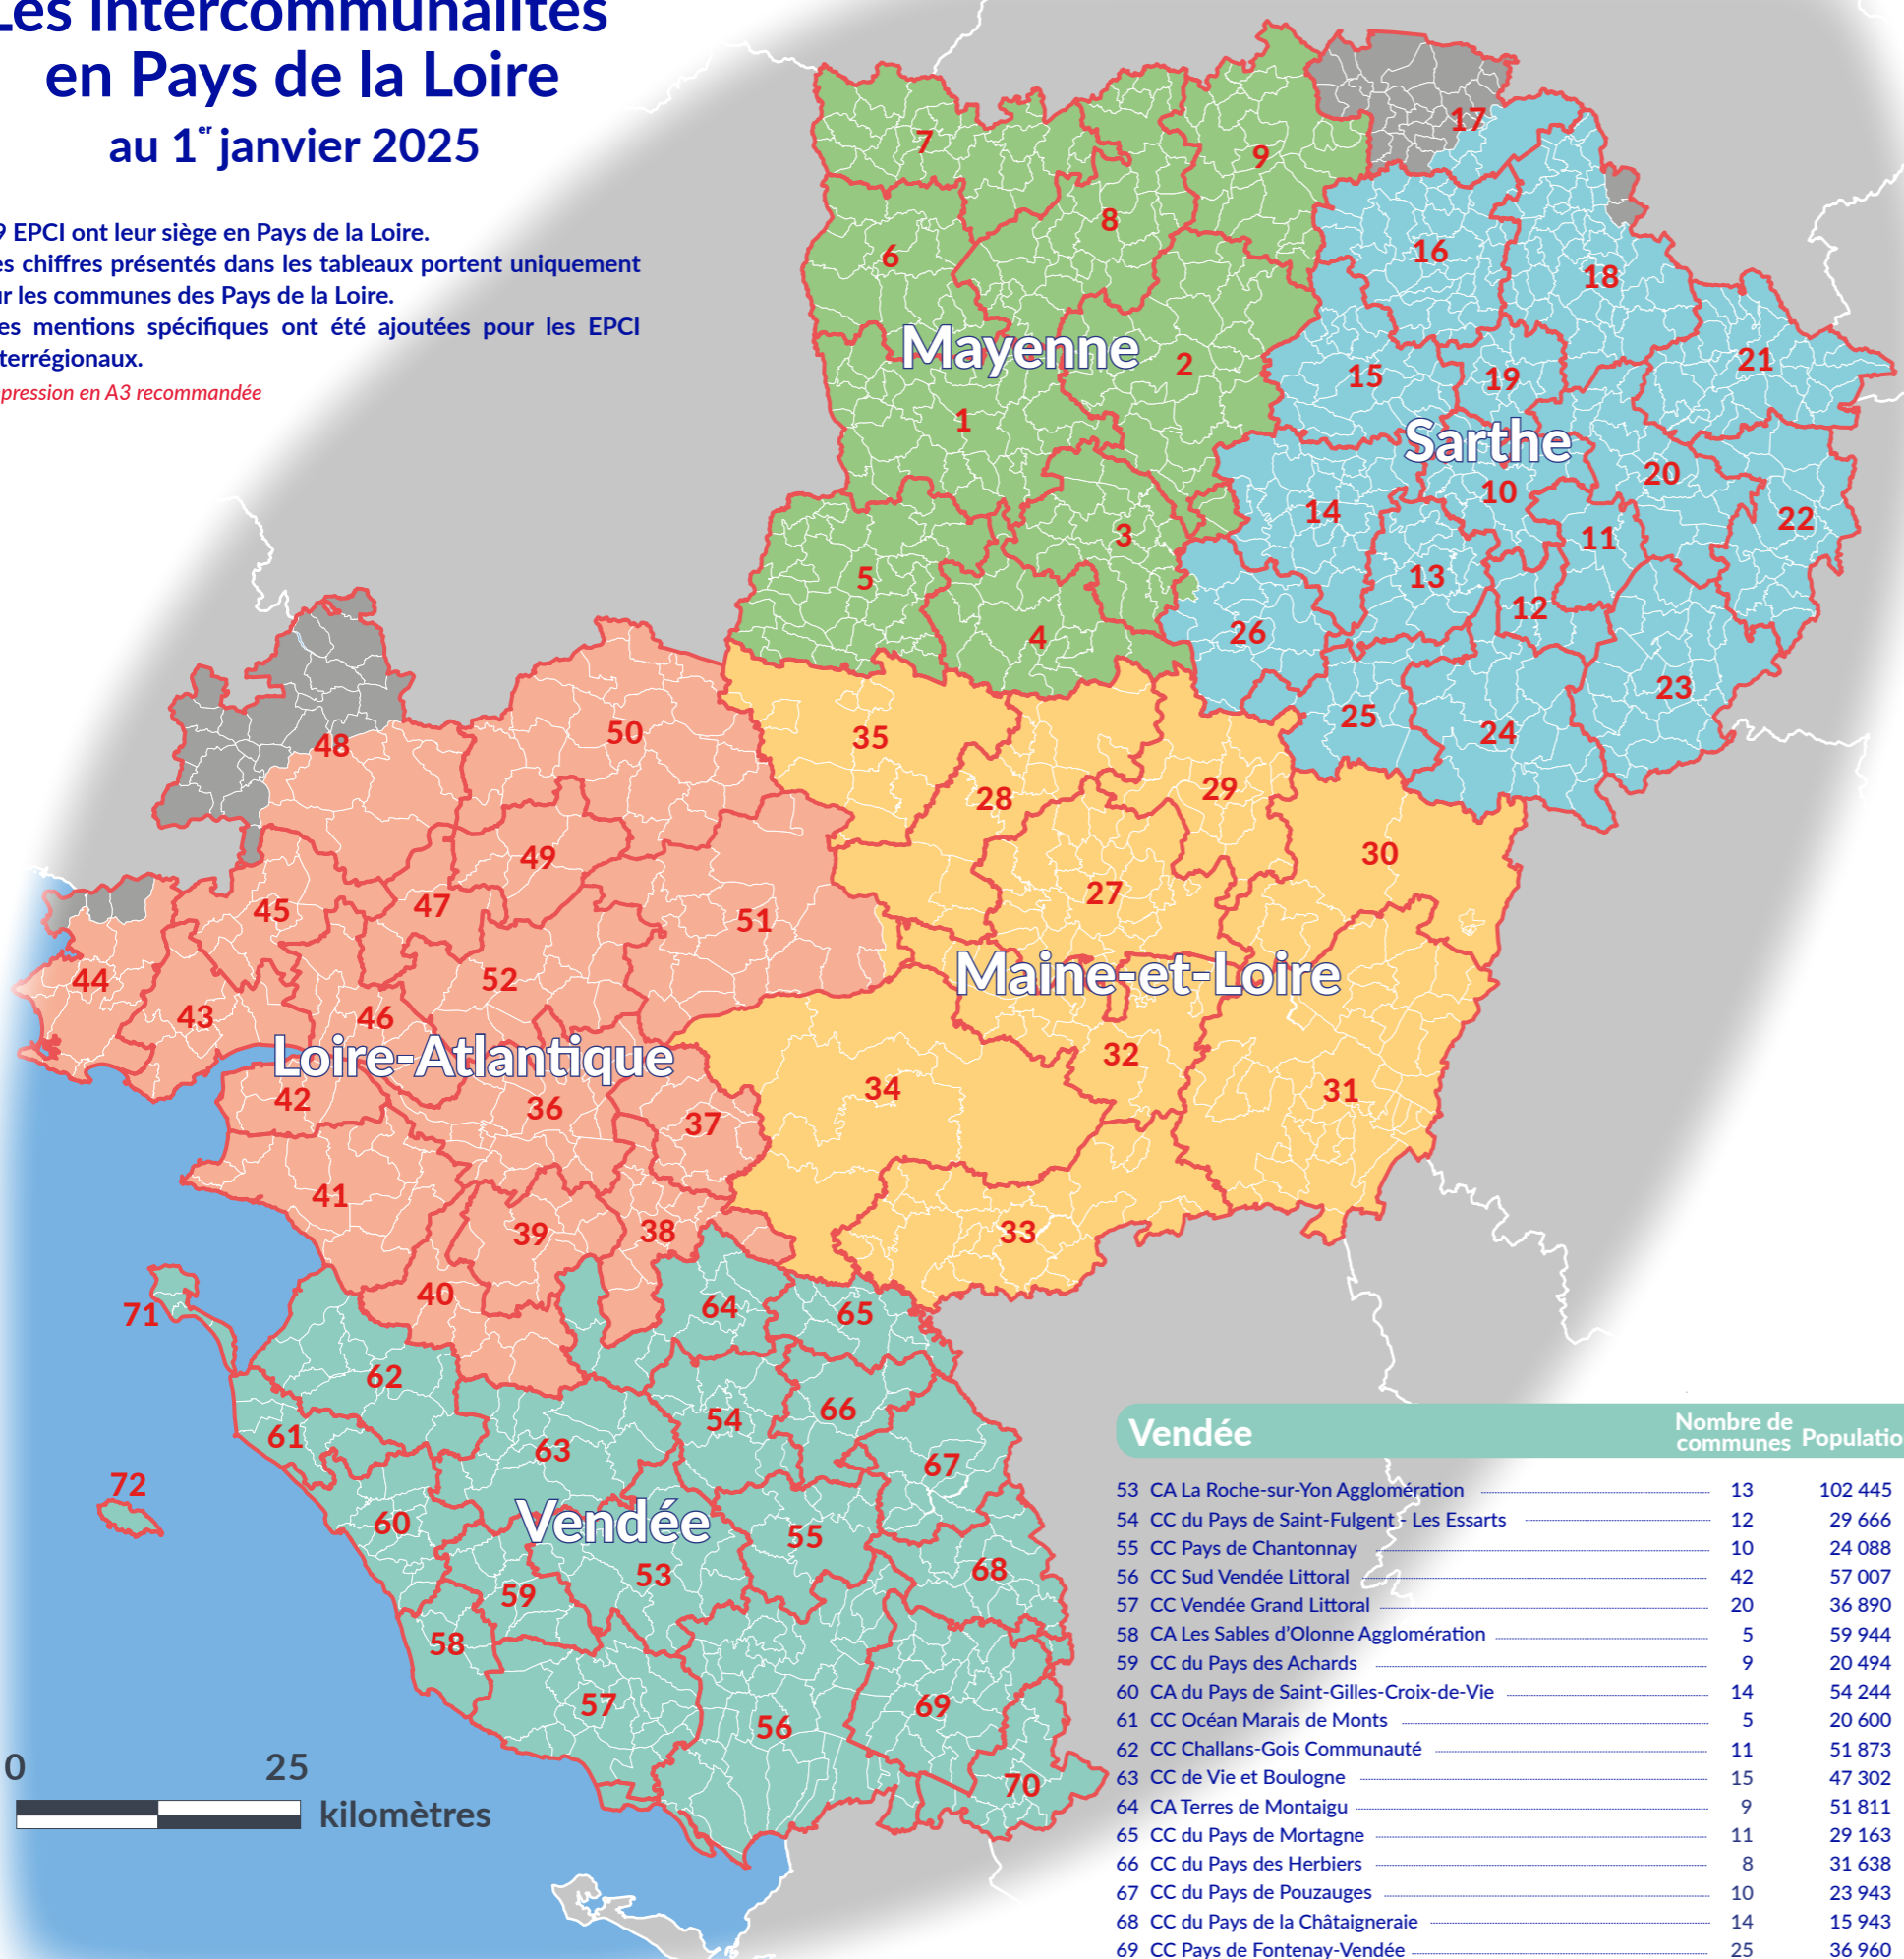 Les intercommunalités
en Pays de la Loire
au 1er janvier 2025
9 EPCI ont leur siège en Pays de la Loire.
es chiffres présentés dans les tableaux portent uniquement
ur les communes des Pays de la Loire.
es mentions spécifiques ont été ajoutées pour les EPCI
terrégionaux.
pression en A3 recommandée
17
7
9
8
6
16
18
Mayenne
2
15
19
21
1
Sarthe
20
10
14
22
3
11
5
13
12
4
26
23
50
35
25
48
24
28
29
49
30
27
45
47
51
44
52
Maine-et-Loire
43
46
Loire-Atlantique
32
34
31
42
36
37
41
39
38
33
40
64
65
71
62
54
66
61
63
67
72
60
Vendée
55
53
59
68
58
57
56
69
70
0 25
kilomètres
Vendée Nombre de communes Populatio
53 CA La Roche-sur-Yon Agglomération 13 102 445
54 CC du Pays de Saint-Fulgent - Les Essarts 12 29 666
55 CC Pays de Chantonnay 10 24 088
56 CC Sud Vendée Littoral 42 57 007
57 CC Vendée Grand Littoral 20 36 890
58 CA Les Sables d'Olonne Agglomération 5 59 944
59 CC du Pays des Achards 9 20 494
60 CA du Pays de Saint-Gilles-Croix-de-Vie 14 54 244
61 CC Océan Marais de Monts 5 20 600
62 CC Challans-Gois Communauté 11 51 873
63 CC de Vie et Boulogne 15 47 302
64 CA Terres de Montaigu 9 51 811
65 CC du Pays de Mortagne 11 29 163
66 CC du Pays des Herbiers 8 31 638
67 CC du Pays de Pouzauges 10 23 943
68 CC du Pays de la Châtaigneraie 14 15 943
69 CC Pays de Fontenay-Vendée 25 36 960